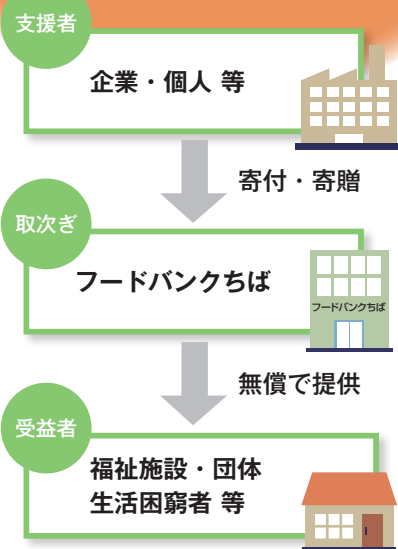 支援者
企業・個人 等
寄付・寄贈
取次ぎ
フードバンクちば
フードバンクちば
無償で提供
受益者
福祉施設・団体
生活困窮者 等